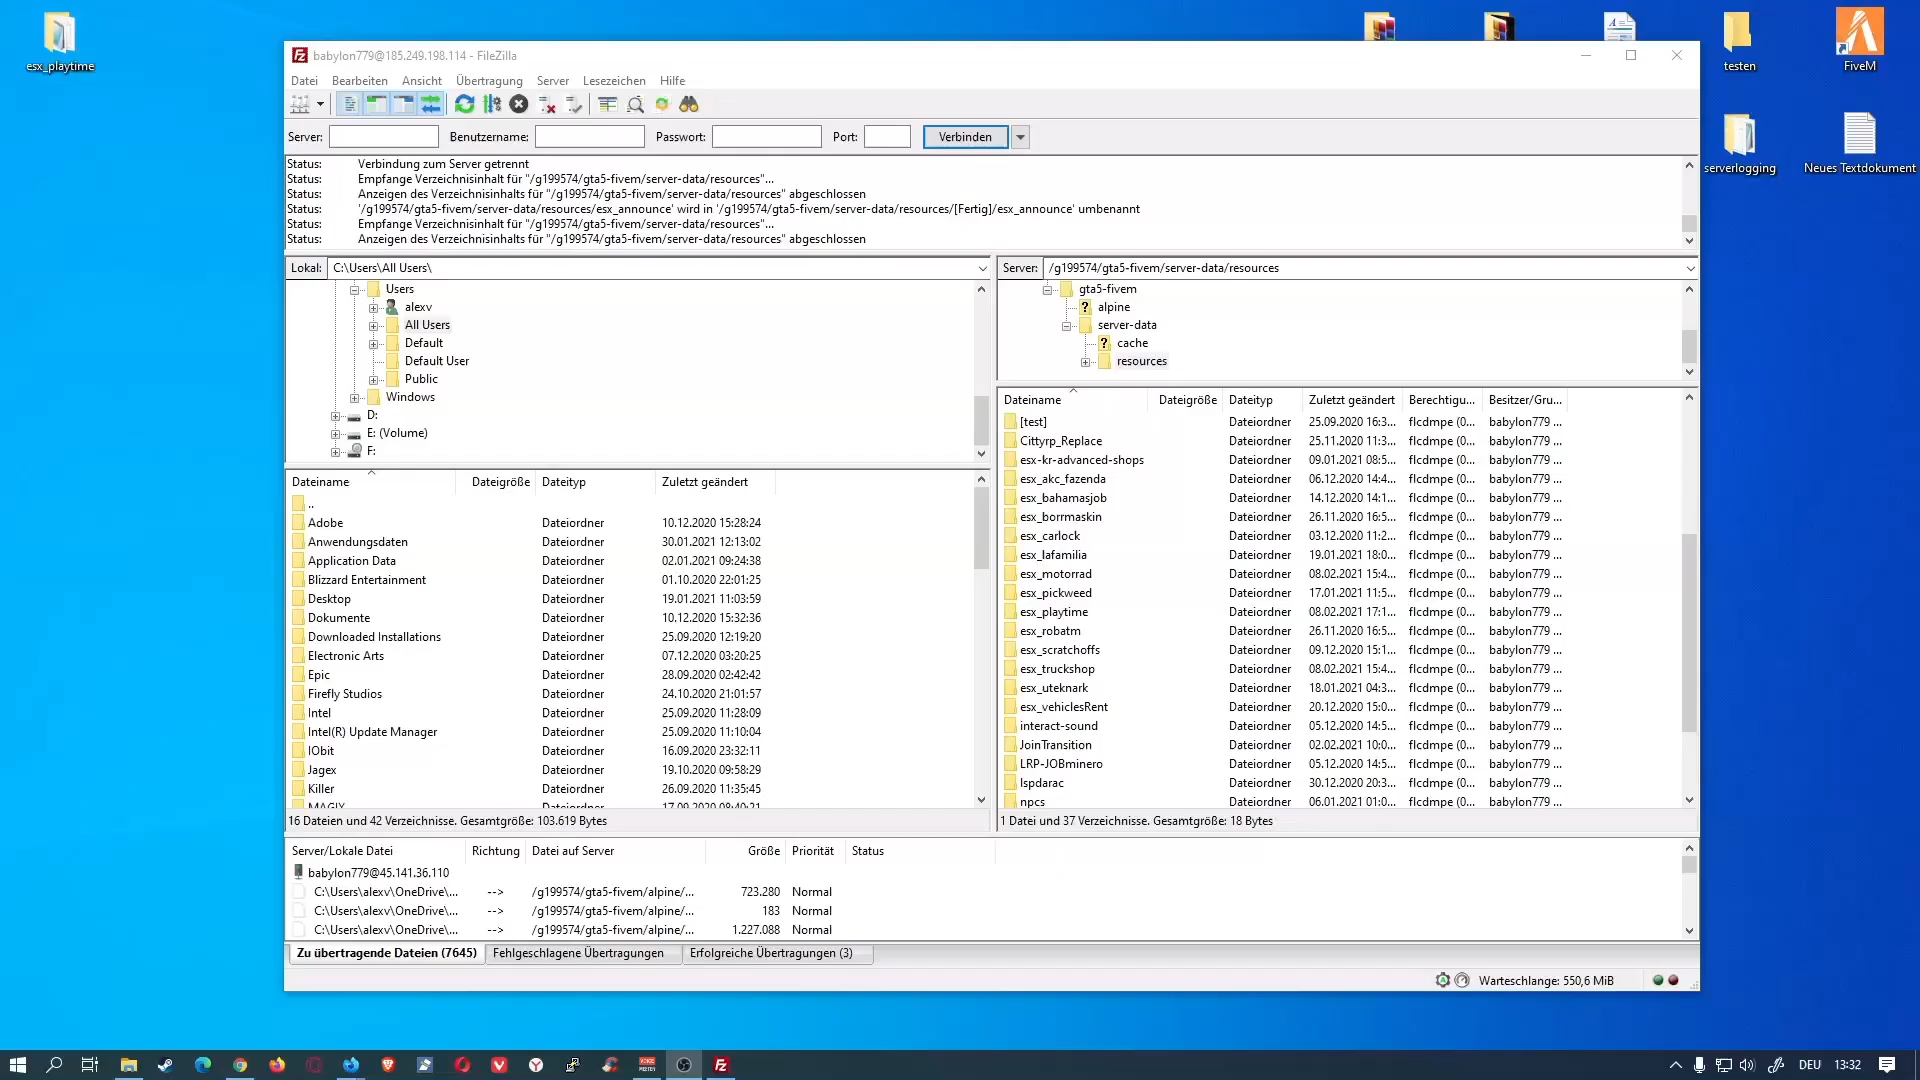 esx_playtime
testen
FiveM
serverlogging
Neues Textdokument
babylon779@185.249.198.114 - FileZilla
Datei Bearbeiten Ansicht Übertragung Server Lesezeichen Hilfe
Server: Benutzername: Passwort: Port: Verbinden
Status: Verbindung zum Server getrennt
Status: Empfange Verzeichnisinhalt für "/g199574/gta5-fivem/server-data/resources"...
Status: Anzeigen des Verzeichnisinhalts für "/g199574/gta5-fivem/server-data/resources" abgeschlossen
Status: '/g199574/gta5-fivem/server-data/resources/esx_announce' wird in '/g199574/gta5-fivem/server-data/resources/[Fertig]/esx_announce' umbenannt
Status: Empfange Verzeichnisinhalt für "/g199574/gta5-fivem/server-data/resources"...
Status: Anzeigen des Verzeichnisinhalts für "/g199574/gta5-fivem/server-data/resources" abgeschlossen
Lokal: C:\Users\All Users\
Users
alexv
All Users
Default
Default User
Public
Windows
D:
E: (Volume)
F:
Dateiname Dateigröße Dateityp Zuletzt geändert
..
Adobe Dateiordner 10.12.2020 15:28:24
Anwendungsdaten Dateiordner 30.01.2021 12:13:02
Application Data Dateiordner 02.01.2021 09:24:38
Blizzard Entertainment Dateiordner 01.10.2020 22:01:25
Desktop Dateiordner 19.01.2021 11:03:59
Dokumente Dateiordner 10.12.2020 15:32:36
Downloaded Installations Dateiordner 25.09.2020 12:19:20
Electronic Arts Dateiordner 07.12.2020 03:20:25
Epic Dateiordner 28.09.2020 02:42:42
Firefly Studios Dateiordner 24.10.2020 21:01:57
Intel Dateiordner 25.09.2020 11:28:09
Intel(R) Update Manager Dateiordner 25.09.2020 11:10:04
IObit Dateiordner 16.09.2020 23:32:11
Jagex Dateiordner 19.10.2020 09:58:29
Killer Dateiordner 26.09.2020 11:35:45
MAGIX Dateiordner 17.09.2020 08:40:21
16 Dateien und 42 Verzeichnisse. Gesamtgröße: 103.619 Bytes
Server: /g199574/gta5-fivem/server-data/resources
gta5-fivem
? alpine
server-data
? cache
resources
Dateiname Dateigröße Dateityp Zuletzt geändert Berechtigu... Besitzer/Gru...
[test] Dateiordner 25.09.2020 16:3... flcdmpe (0... babylon779 ...
Cittyrp_Replace Dateiordner 25.11.2020 11:3... flcdmpe (0... babylon779 ...
esx-kr-advanced-shops Dateiordner 09.01.2021 08:5... flcdmpe (0... babylon779 ...
esx_akc_fazenda Dateiordner 06.12.2020 14:4... flcdmpe (0... babylon779 ...
esx_bahamasjob Dateiordner 14.12.2020 14:1... flcdmpe (0... babylon779 ...
esx_borrmaskin Dateiordner 26.11.2020 16:5... flcdmpe (0... babylon779 ...
esx_carlock Dateiordner 03.12.2020 11:2... flcdmpe (0... babylon779 ...
esx_lafamilia Dateiordner 19.01.2021 18:0... flcdmpe (0... babylon779 ...
esx_motorrad Dateiordner 08.02.2021 15:4... flcdmpe (0... babylon779 ...
esx_pickweed Dateiordner 17.01.2021 11:5... flcdmpe (0... babylon779 ...
esx_playtime Dateiordner 08.02.2021 17:1... flcdmpe (0... babylon779 ...
esx_robatm Dateiordner 26.11.2020 16:5... flcdmpe (0... babylon779 ...
esx_scratchoffs Dateiordner 09.12.2020 15:1... flcdmpe (0... babylon779 ...
esx_truckshop Dateiordner 08.02.2021 15:4... flcdmpe (0... babylon779 ...
esx_uteknark Dateiordner 18.01.2021 04:3... flcdmpe (0... babylon779 ...
esx_vehiclesRent Dateiordner 20.12.2020 15:0... flcdmpe (0... babylon779 ...
interact-sound Dateiordner 05.12.2020 14:5... flcdmpe (0... babylon779 ...
JoinTransition Dateiordner 02.02.2021 10:0... flcdmpe (0... babylon779 ...
LRP-JOBminero Dateiordner 05.12.2020 14:5... flcdmpe (0... babylon779 ...
lspdarac Dateiordner 30.12.2020 20:3... flcdmpe (0... babylon779 ...
npcs Dateiordner 06.01.2021 01:0... flcdmpe (0... babylon779 ...
1 Datei und 37 Verzeichnisse. Gesamtgröße: 18 Bytes
Server/Lokale Datei Richtung Datei auf Server Größe Priorität Status
babylon779@45.141.36.110
C:\Users\alexv\OneDrive\... --> /g199574/gta5-fivem/alpine/... 723.280 Normal
C:\Users\alexv\OneDrive\... --> /g199574/gta5-fivem/alpine/... 183 Normal
C:\Users\alexv\OneDrive\... --> /g199574/gta5-fivem/alpine/... 1.227.088 Normal
Zu übertragende Dateien (7645) Fehlgeschlagene Übertragungen Erfolgreiche Übertragungen (3)
Warteschlange: 550,6 MiB
DEU 13:32